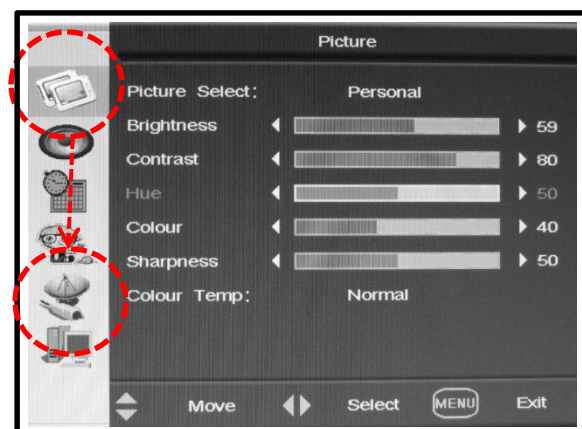 Picture
Picture Select: Personal
Brightness 59
Contrast 80
Hue 50
Colour 40
Sharpness 50
Colour Temp: Normal
Move Select MENU Exit